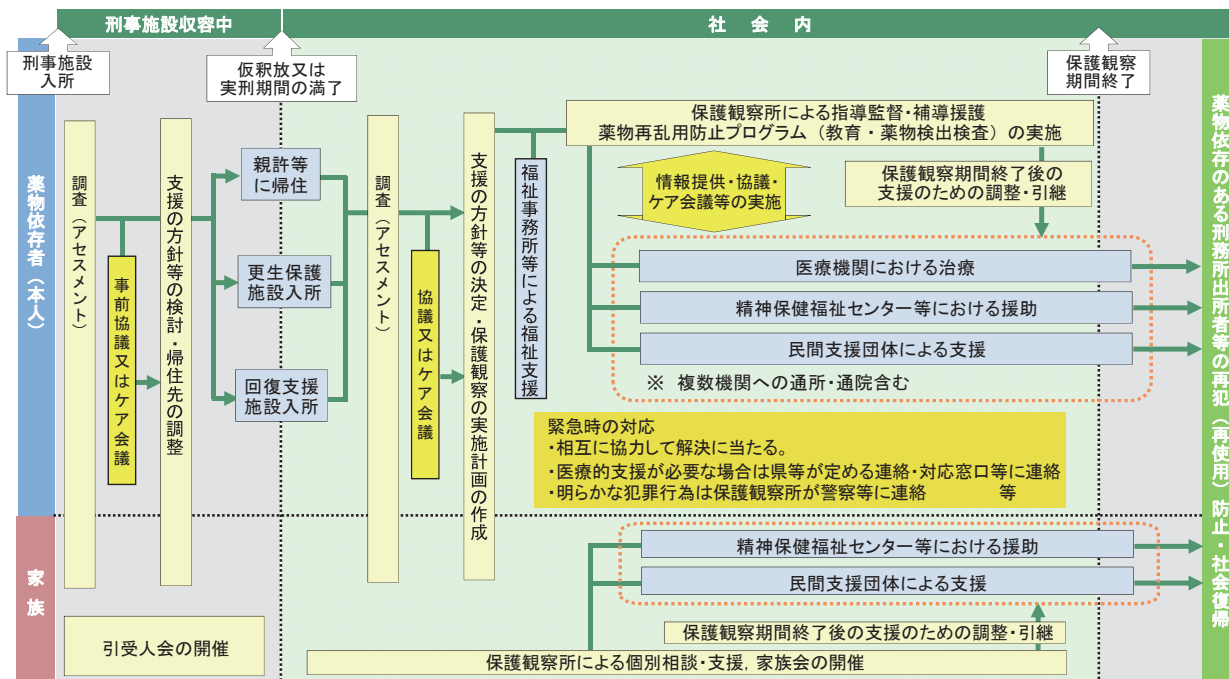 刑事施設収容中
社会内
刑事施設
入所
仮釈放又は
実刑期間の満了
保護観察
期間終了
薬物依存者（本人）
調査（アセスメント）
事前協議又はケア会議
支援の方針等の検討・帰住先の調整
親許等
に帰住
更生保護
施設入所
回復支援
施設入所
調査（アセスメント）
協議又はケア会議
支援の方針等の決定・保護観察の実施計画の作成
福祉事務所等による福祉支援
保護観察所による指導監督・補導援護
薬物再乱用防止プログラム（教育・薬物検出検査）の実施
情報提供・協議・
ケア会議等の実施
保護観察期間終了後の
支援のための調整・引継
医療機関における治療
精神保健福祉センター等における援助
民間支援団体による支援
※ 複数機関への通所・通院含む
緊急時の対応
・相互に協力して解決に当たる。
・医療的支援が必要な場合は県等が定める連絡・対応窓口等に連絡
・明らかな犯罪行為は保護観察所が警察等に連絡 等
家族
引受人会の開催
精神保健福祉センター等における援助
民間支援団体による支援
保護観察期間終了後の支援のための調整・引継
保護観察所による個別相談・支援，家族会の開催
薬物依存のある刑務所出所者等の再犯（再使用）防止・社会復帰